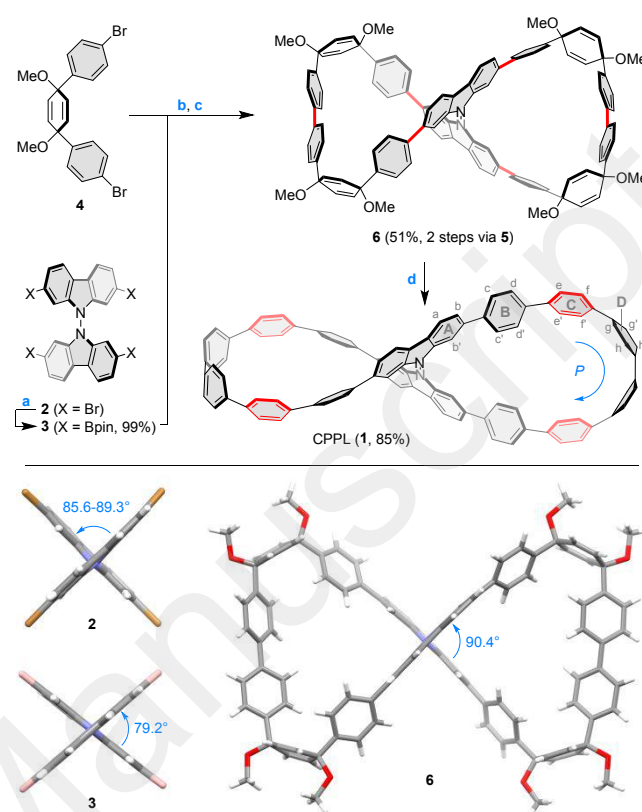 Br
MeO
MeO
Br
4
b, c
OMe
MeO
OMe
MeO
N
N
MeO
OMe
OMe
MeO
6 (51%, 2 steps via 5)
d
X
X
N
N
X
X
a
2 (X = Br)
3 (X = Bpin, 99%)
a
b
A
b'
c
d
B
c'
d'
e
f
C
e'
f'
D
g
g'
h
h'
N
N
P
CPPL (1, 85%)
85.6-89.3°
2
79.2°
3
90.4°
6
Manuscript